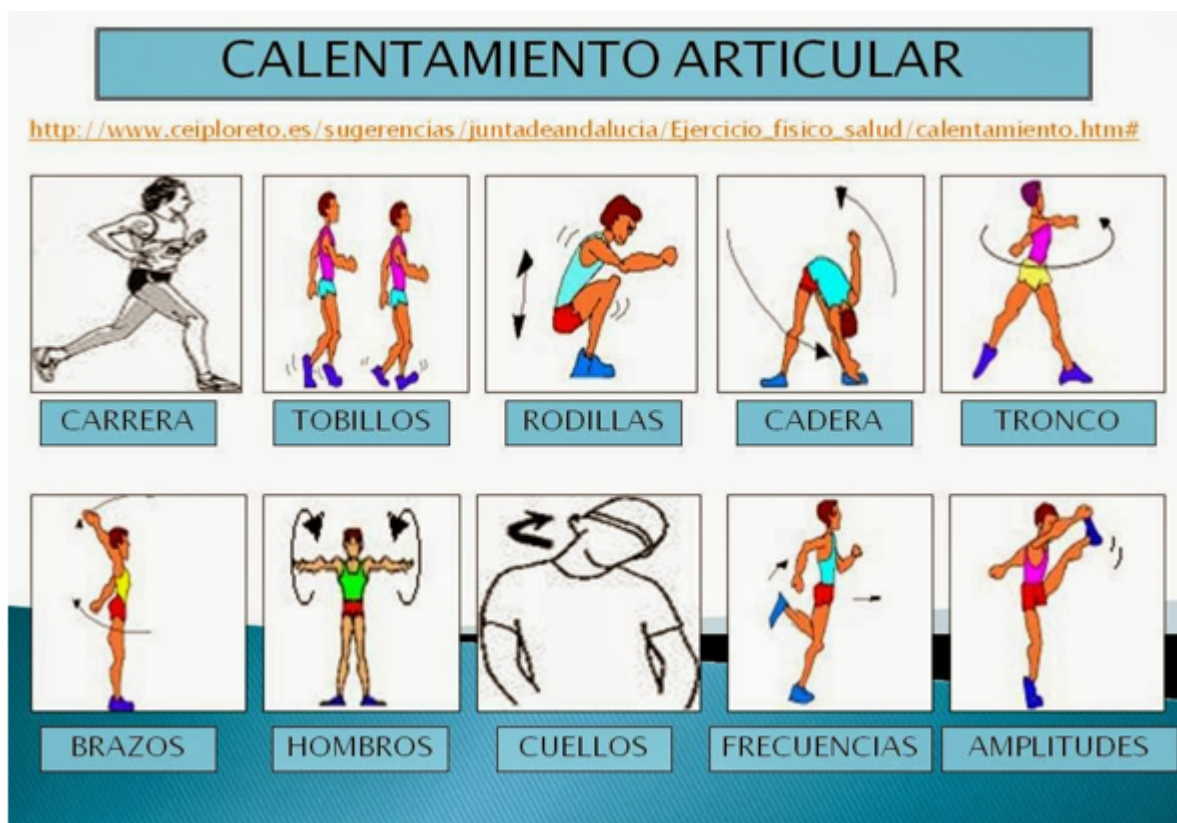 CALENTAMIENTO ARTICULAR
http://www.ceiploreto.es/sugerencias/juntadeandalucia/Ejercicio_fisico_salud/calentamiento.htm#
CARRERA
TOBILLOS
RODILLAS
CADERA
TRONCO
BRAZOS
HOMBROS
CUELLOS
FRECUENCIAS
AMPLITUDES